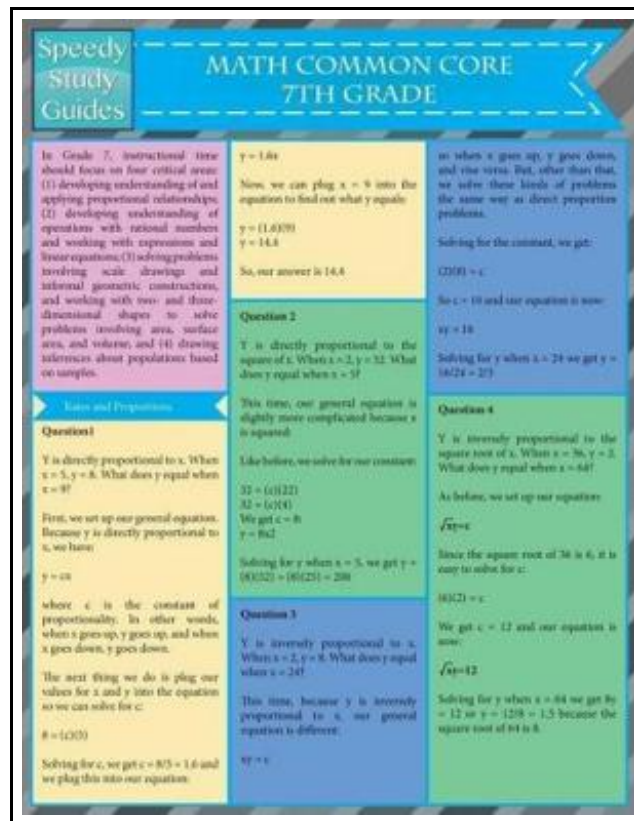 Speedy
Study
Guides
MATH COMMON CORE
7TH GRADE
In Grade 7, instructional time
should focus on four critical areas:
(1) developing understanding of and
applying proportional relationships;
(2) developing understanding of
operations with rational numbers
and working with expressions and
linear equations; (3) solving problems
involving scale drawings and
informal geometric constructions,
and working with two- and three-
dimensional shapes to solve
problems involving area, surface
area, and volume; and (4) drawing
inferences about populations based
on samples.
Rates and Proportions
Question1
Y is directly proportional to x. When
x = 5, y = 8. What does y equal when
x = 9?
First, we set up our general equation.
Because y is directly proportional to
x, we have:
y = cx
where c is the constant of
proportionality. In other words,
when x goes up, y goes up, and when
x goes down, y goes down.
The next thing we do is plug our
values for x and y into the equation
so we can solve for c:
8 = (c)(5)
Solving for c, we get c = 8/5 = 1.6 and
we plug this into our equation:
y = 1.6x
Now, we can plug x = 9 into the
equation to find out what y equals:
y = (1.6)(9)
y = 14.4
So, our answer is 14.4
Question 2
Y is directly proportional to the
square of x. When x = 2, y = 32. What
does y equal when x = 5?
This time, our general equation is
slightly more complicated because x
is squared:
Like before, we solve for our constant:
32 = (c)(22)
32 = (c)(4)
We get c = 8:
y = 8x2
Solving for y when x = 5, we get y =
(8)(52) = (8)(25) = 200
Question 3
Y is inversely proportional to x.
When x = 2, y = 8. What does y equal
when x = 24?
This time, because y is inversely
proportional to x, our general
equation is different:
xy = c
so when x goes up, y goes down,
and vise versa. But, other than that,
we solve these kinds of problems
the same way as direct proportion
problems.
Solving for the constant, we get:
(2)(8) = c
So c = 16 and our equation is now:
xy = 16
Solving for y when x = 24 we get y =
16/24 = 2/3
Question 4
Y is inversely proportional to the
square root of x. When x = 36, y = 2.
What does y equal when x = 64?
As before, we set up our equation:
√xy=c
Since the square root of 36 is 6, it is
easy to solve for c:
(6)(2) = c
We get c = 12 and our equation is
now:
√xy=12
Solving for y when x = 64 we get 8y
= 12 or y = 12/8 = 1.5 because the
square root of 64 is 8.